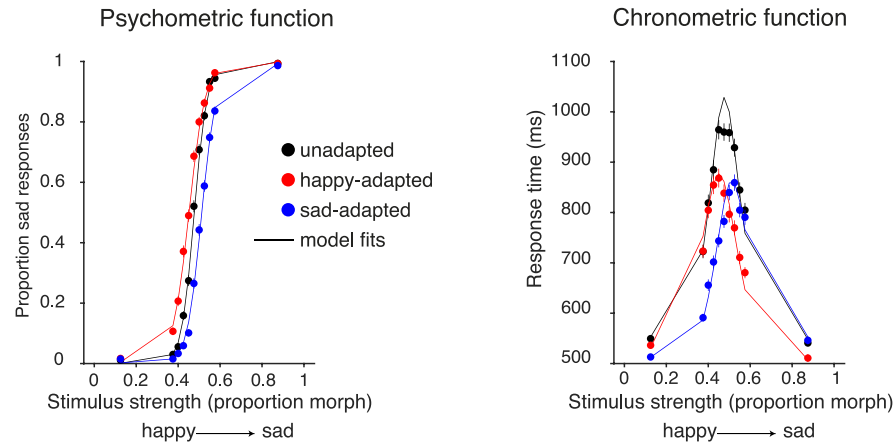 Psychometric function
Proportion sad responses
1
0.8
0.6
0.4
0.2
0
0 0.2 0.4 0.6 0.8 1
Stimulus strength (proportion morph)
happy sad
unadapted
happy-adapted
sad-adapted
model fits
Chronometric function
Response time (ms)
1100
1000
900
800
700
600
500
0 0.2 0.4 0.6 0.8 1
Stimulus strength (proportion morph)
happy sad